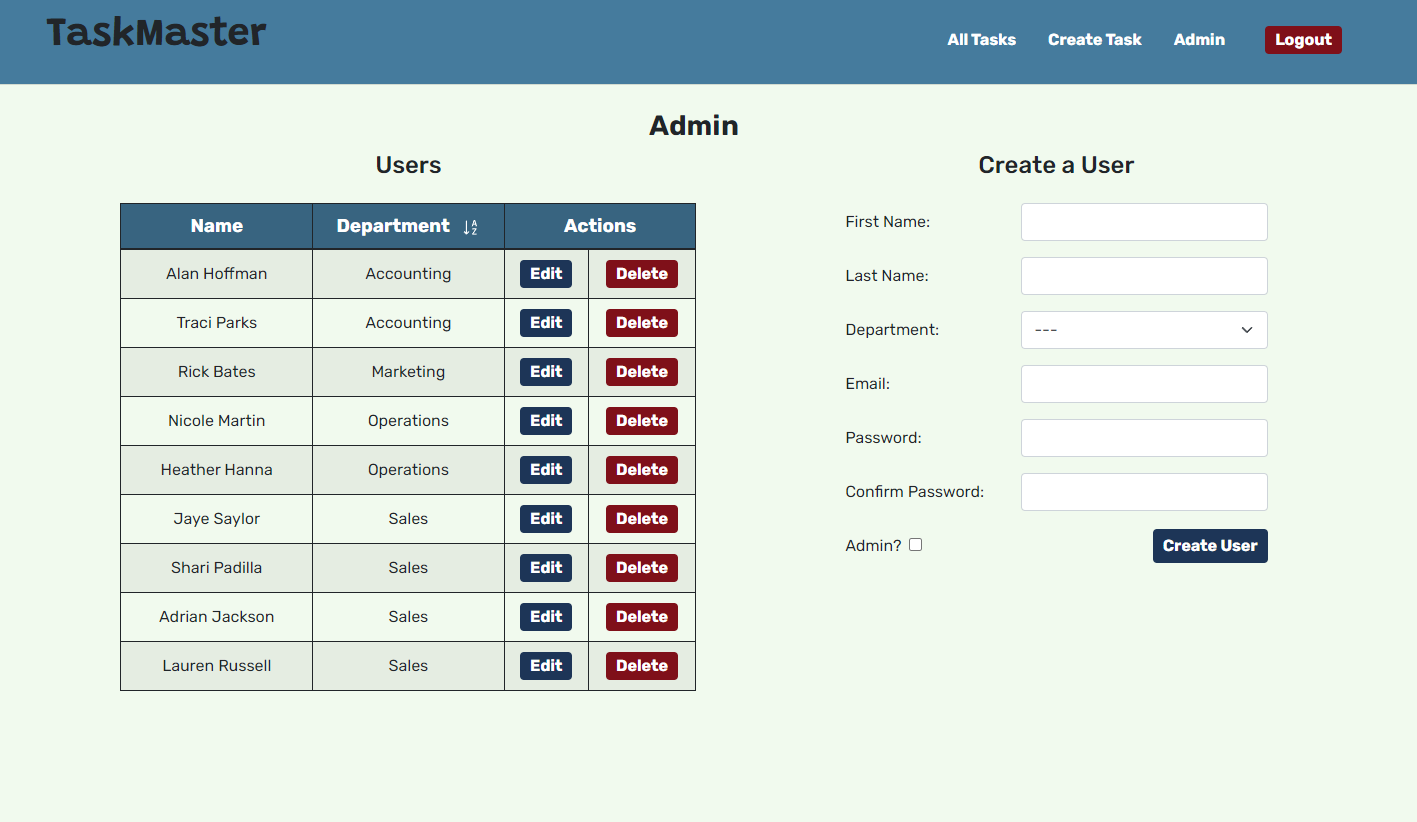 TaskMaster
All Tasks Create Task Admin Logout
Admin
Users
Name Department A Z Actions
Alan Hoffman Accounting Edit Delete
Traci Parks Accounting Edit Delete
Rick Bates Marketing Edit Delete
Nicole Martin Operations Edit Delete
Heather Hanna Operations Edit Delete
Jaye Saylor Sales Edit Delete
Shari Padilla Sales Edit Delete
Adrian Jackson Sales Edit Delete
Lauren Russell Sales Edit Delete
Create a User
First Name:
Last Name:
Department: ---
Email:
Password:
Confirm Password:
Admin? Create User